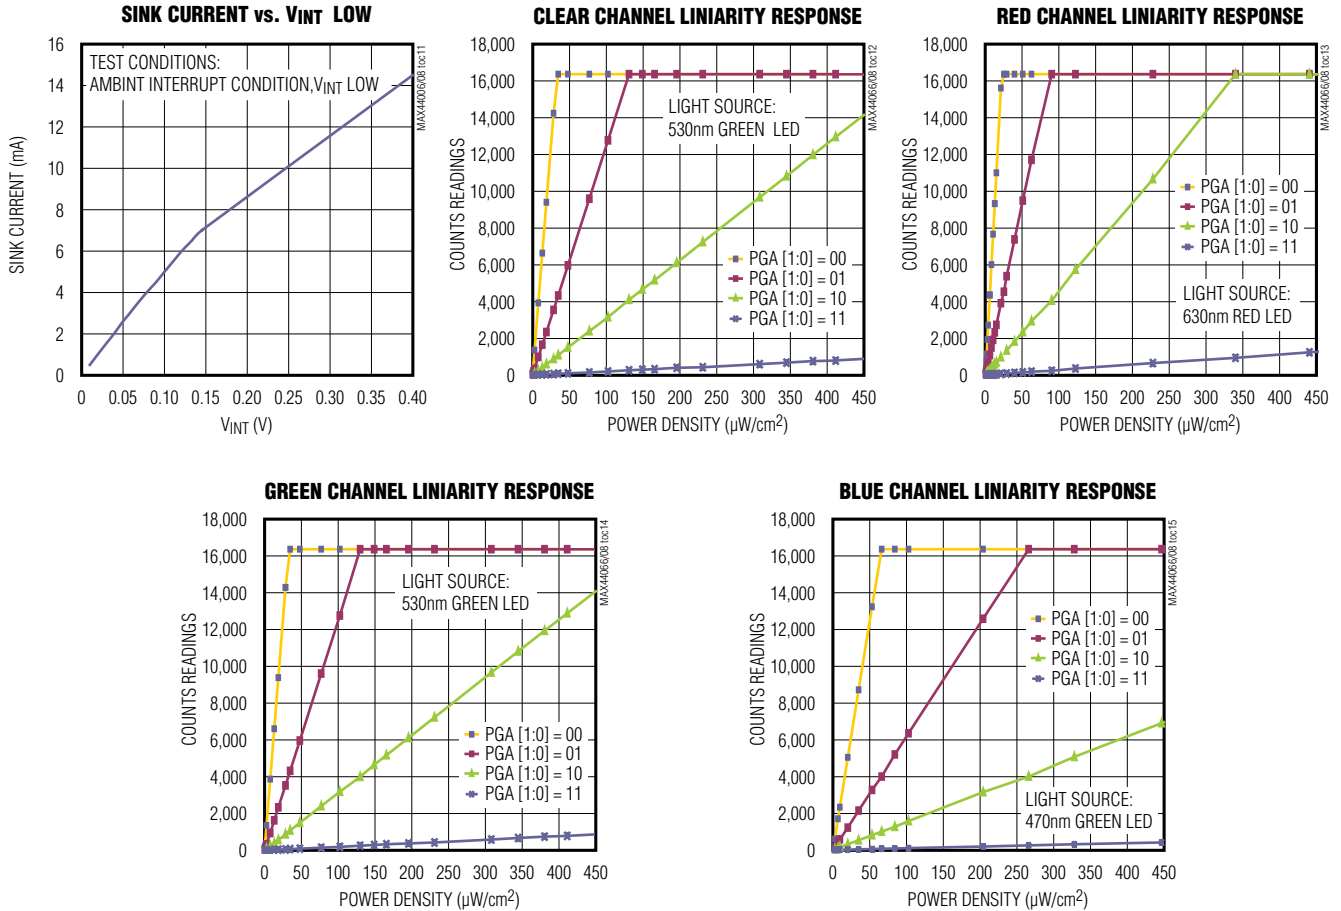 SINK CURRENT vs. VINT LOW
16
14
12
10
8
6
4
2
0
SINK CURRENT (mA)
TEST CONDITIONS:
AMBINT INTERRUPT CONDITION,VINT LOW
MAX44006/08 toc11
0 0.05 0.10 0.15 0.20 0.25 0.30 0.35 0.40
VINT (V)
CLEAR CHANNEL LINIARITY RESPONSE
18,000
16,000
14,000
12,000
10,000
8,000
6,000
4,000
2,000
0
COUNTS READINGS
LIGHT SOURCE:
530nm GREEN LED
PGA [1:0] = 00
PGA [1:0] = 01
PGA [1:0] = 10
PGA [1:0] = 11
MAX44066/08 toc12
0 50 100 150 200 250 300 350 400 450
POWER DENSITY (µW/cm2)
RED CHANNEL LINIARITY RESPONSE
18,000
16,000
14,000
12,000
10,000
8,000
6,000
4,000
2,000
0
COUNTS READINGS
PGA [1:0] = 00
PGA [1:0] = 01
PGA [1:0] = 10
PGA [1:0] = 11
LIGHT SOURCE:
630nm RED LED
MAX44066/08 toc13
0 50 100 150 200 250 300 350 400 450
POWER DENSITY (µW/cm2)
GREEN CHANNEL LINIARITY RESPONSE
18,000
16,000
14,000
12,000
10,000
8,000
6,000
4,000
2,000
0
COUNTS READINGS
LIGHT SOURCE:
530nm GREEN LED
PGA [1:0] = 00
PGA [1:0] = 01
PGA [1:0] = 10
PGA [1:0] = 11
MAX44066/08 toc14
0 50 100 150 200 250 300 350 400 450
POWER DENSITY (µW/cm2)
BLUE CHANNEL LINIARITY RESPONSE
18,000
16,000
14,000
12,000
10,000
8,000
6,000
4,000
2,000
0
COUNTS READINGS
PGA [1:0] = 00
PGA [1:0] = 01
PGA [1:0] = 10
PGA [1:0] = 11
LIGHT SOURCE:
470nm GREEN LED
MAX44066/08 toc15
0 50 100 150 200 250 300 350 400 450
POWER DENSITY (µW/cm2)